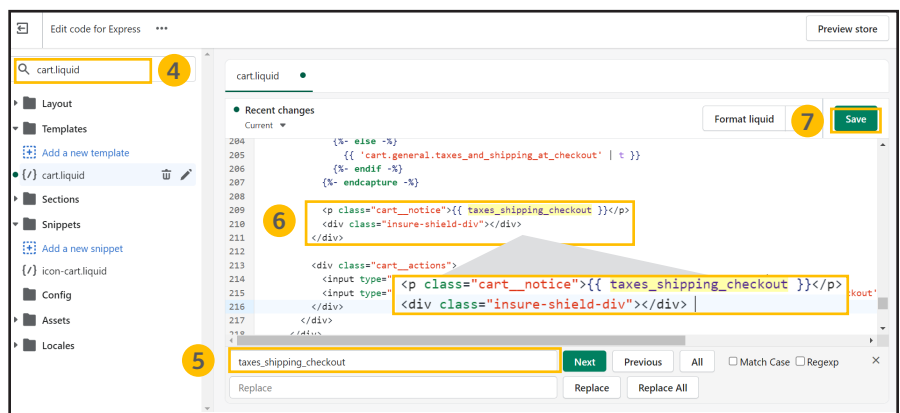 Edit code for Express •••
Preview store
cart.liquid
4
Layout
Templates
Add a new template
{/} cart.liquid
Sections
Snippets
Add a new snippet
{/} icon-cart.liquid
Config
Assets
Locales
cart.liquid
Recent changes
Current
Format liquid
7
Save
204 {%- else -%}
205 {{ 'cart.general.taxes_and_shipping_at_checkout' | t }}
206 {%- endif -%}
207 {%- endcapture -%}
208
6
209 <p class="cart__notice">{{ taxes_shipping_checkout }}</p>
210 <div class="insure-shield-div"></div>
211 </div>
212
213 <div class="cart__actions">
214 <input type="
215 <input type=" kout'
216 </div>
217 </div>
218 </div>
<p class="cart__notice">{{ taxes_shipping_checkout }}</p>
<div class="insure-shield-div"></div>
5
taxes_shipping_checkout
Next
Previous
All
Match Case
Regexp
×
Replace
Replace
Replace All